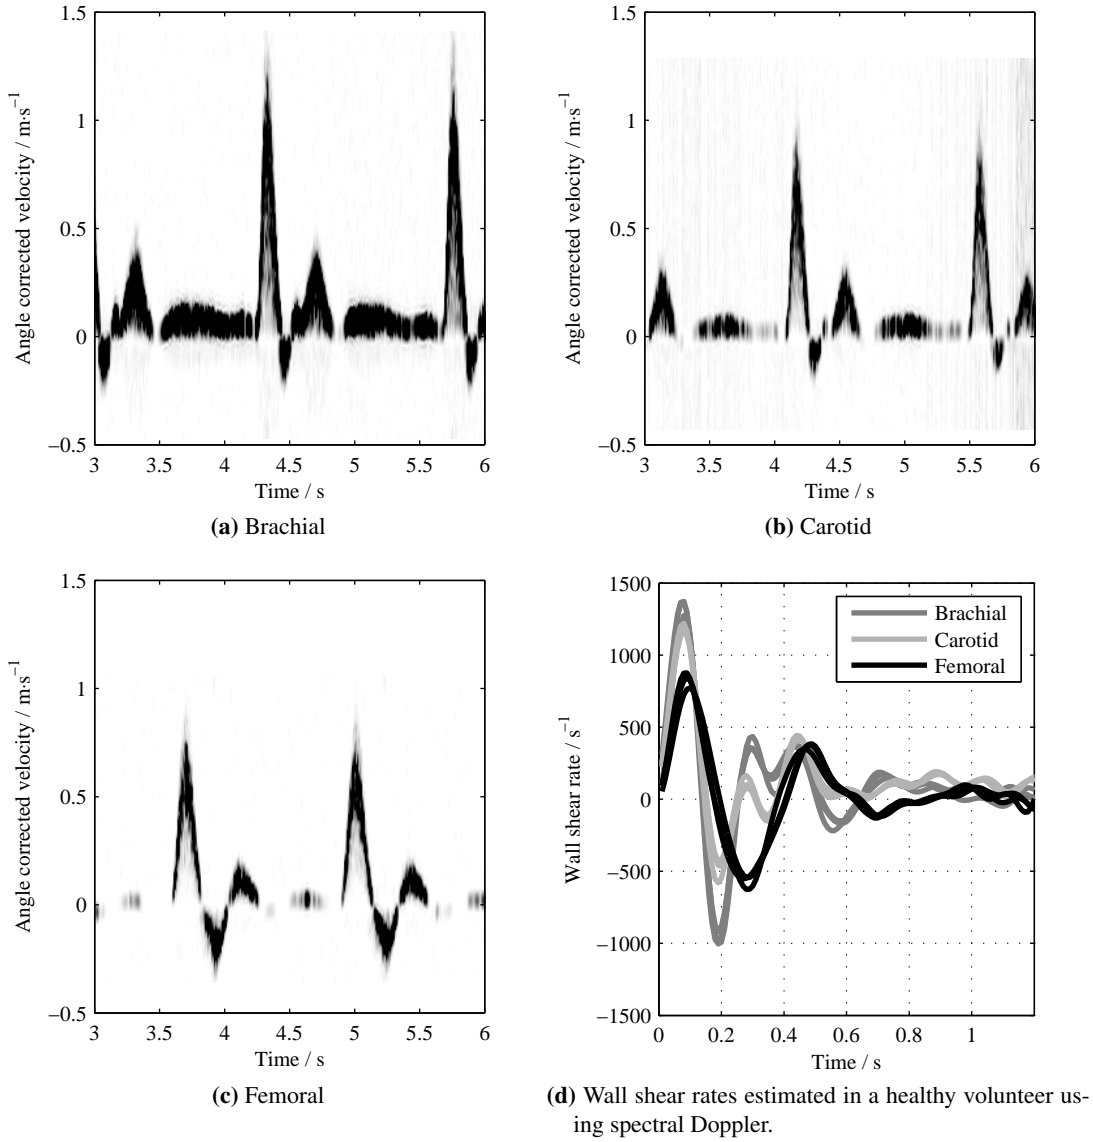 1.5
1
0.5
0
−0.5
Angle corrected velocity / m·s−1
3 3.5 4 4.5 5 5.5 6
Time / s
(a) Brachial
1.5
1
0.5
0
−0.5
Angle corrected velocity / m·s−1
3 3.5 4 4.5 5 5.5 6
Time / s
(b) Carotid
1.5
1
0.5
0
−0.5
Angle corrected velocity / m·s−1
3 3.5 4 4.5 5 5.5 6
Time / s
(c) Femoral
1500
1000
500
0
−500
−1000
−1500
Wall shear rate / s−1
Brachial
Carotid
Femoral
0 0.2 0.4 0.6 0.8 1
Time / s
(d) Wall shear rates estimated in a healthy volunteer us-
ing spectral Doppler.